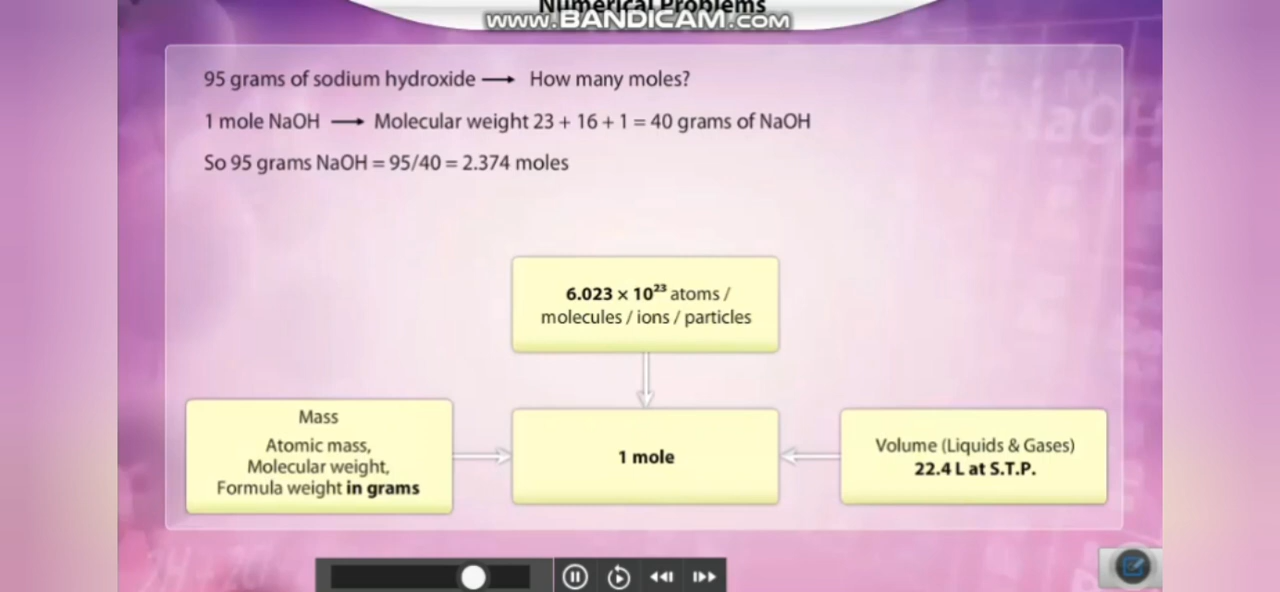 Numerical Problems
www.BANDICAM.com
95 grams of sodium hydroxide ⟶ How many moles?
1 mole NaOH ⟶ Molecular weight 23 + 16 + 1 = 40 grams of NaOH
So 95 grams NaOH = 95/40 = 2.374 moles
6.023 × 10²³ atoms /
molecules / ions / particles
Mass
Atomic mass,
Molecular weight,
Formula weight in grams
1 mole
Volume (Liquids & Gases)
22.4 L at S.T.P.